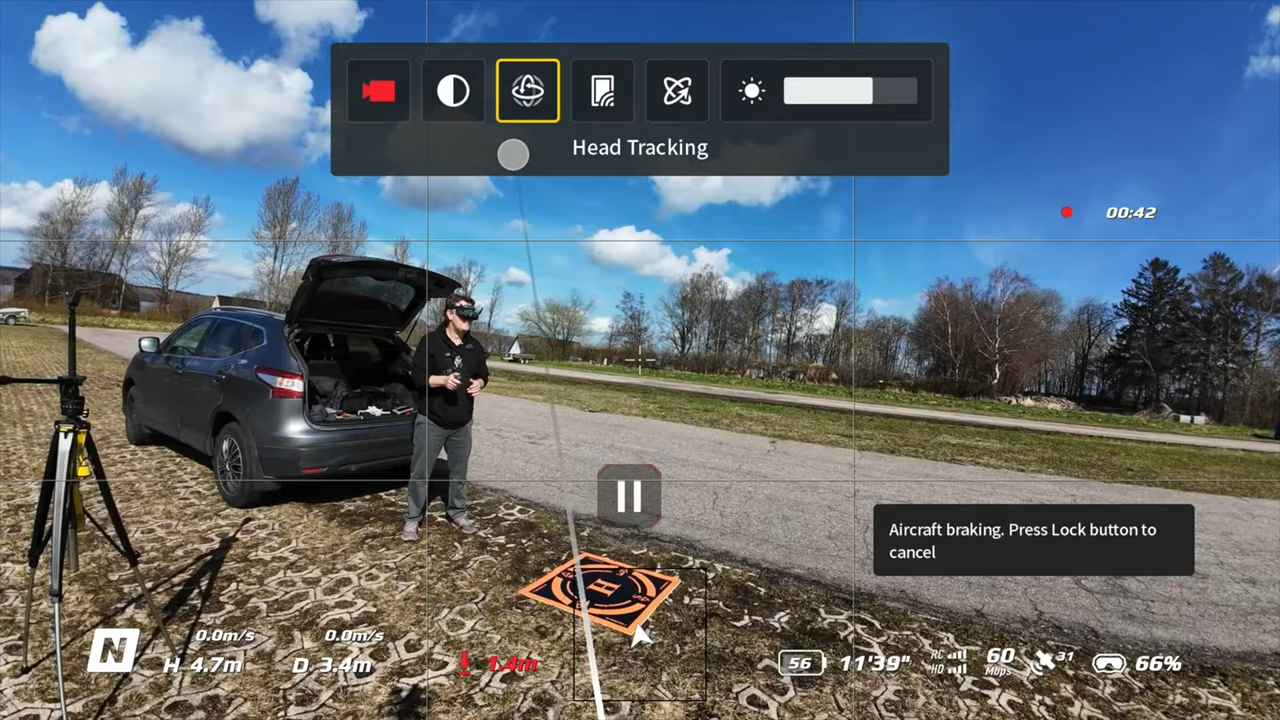 Head Tracking
00:42
Aircraft braking. Press Lock button to
cancel
H
N
0.0m/s 0.0m/s
H 4.7m D 3.4m 1.4m
56 11'39" RC HD 60 Mbps 31 66%